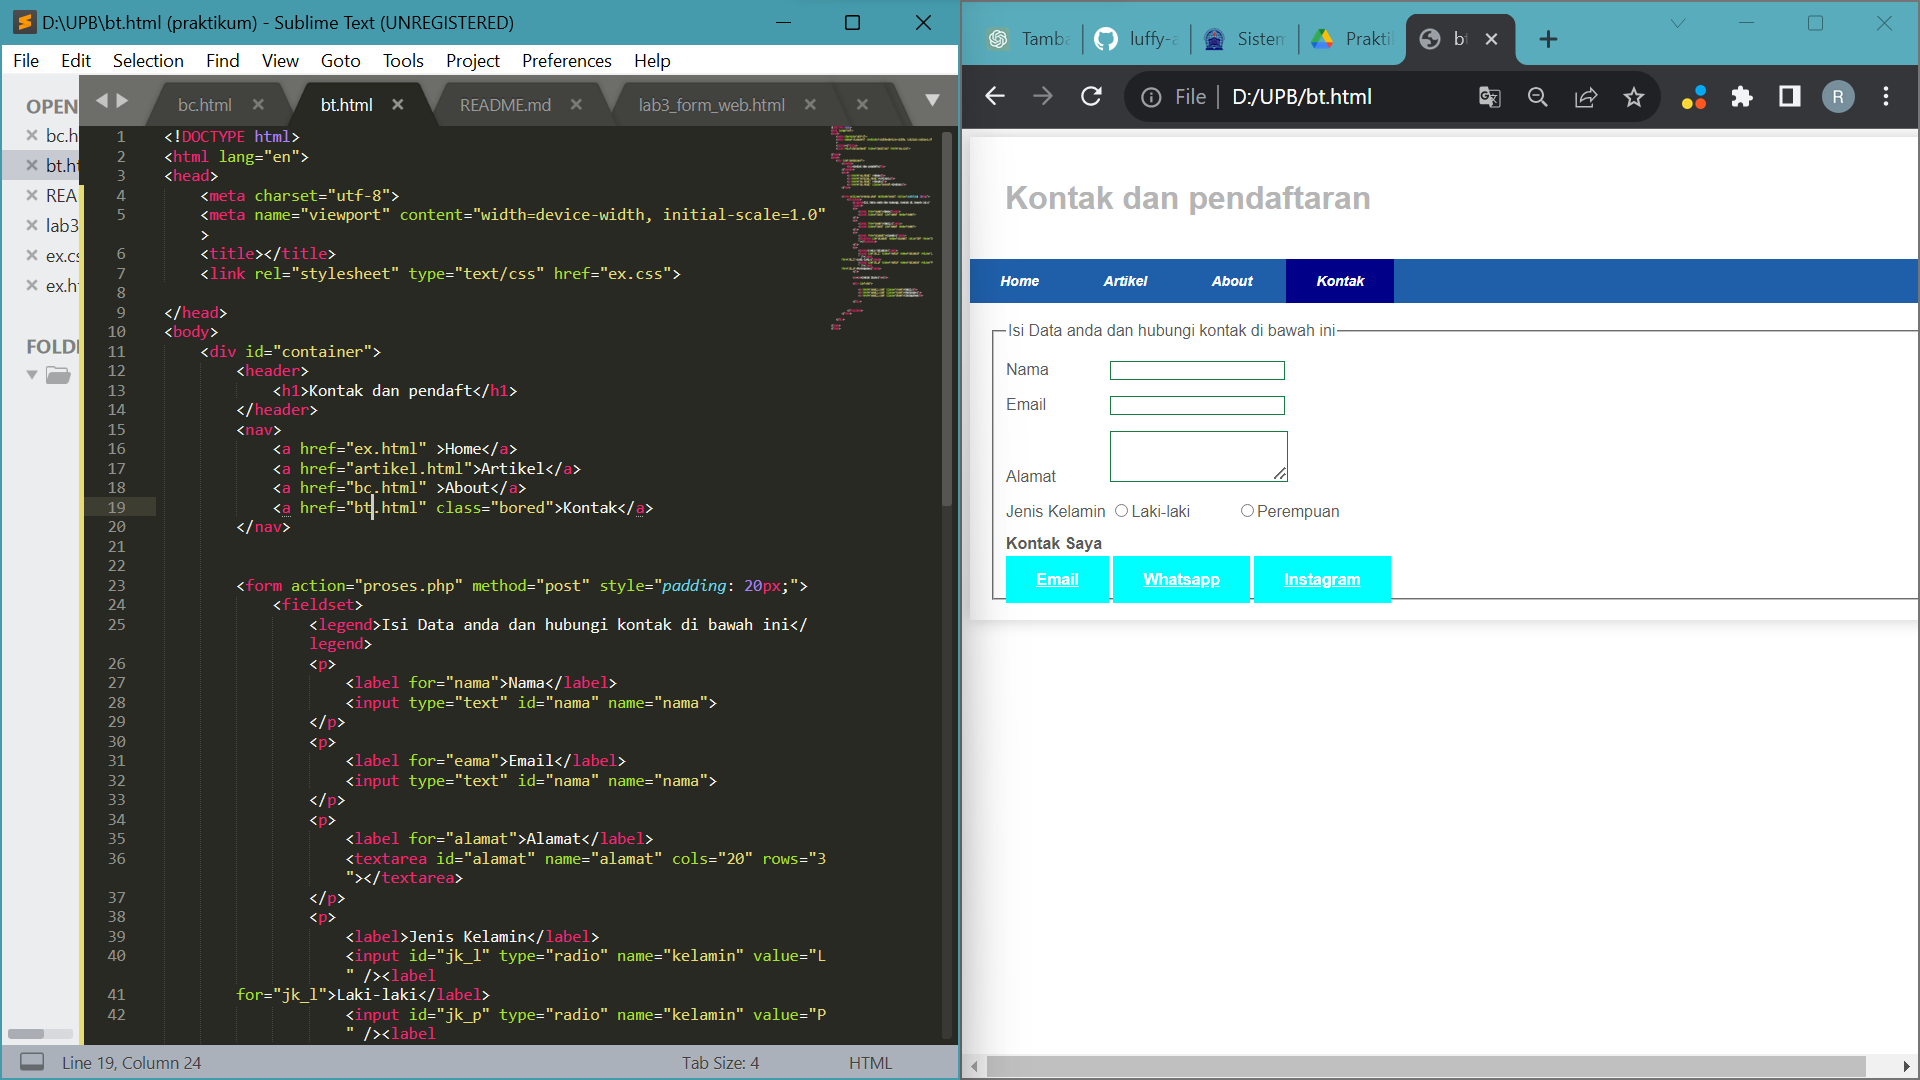 D:\UPB\bt.html (praktikum) - Sublime Text (UNREGISTERED)
File Edit Selection Find View Goto Tools Project Preferences Help
OPEN
bc.h
bt.ht
REA
lab3
ex.cs
ex.ht
FOLDI
bc.html
bt.html
README.md
lab3_form_web.html
1 <!DOCTYPE html>
2 <html lang="en">
3 <head>
4 <meta charset="utf-8">
5 <meta name="viewport" content="width=device-width, initial-scale=1.0"
>
6 <title></title>
7 <link rel="stylesheet" type="text/css" href="ex.css">
8
9 </head>
10 <body>
11 <div id="container">
12 <header>
13 <h1>Kontak dan pendaft</h1>
14 </header>
15 <nav>
16 <a href="ex.html" >Home</a>
17 <a href="artikel.html">Artikel</a>
18 <a href="bc.html" >About</a>
19 <a href="bt.html" class="bored">Kontak</a>
20 </nav>
21
22
23 <form action="proses.php" method="post" style="padding: 20px;">
24 <fieldset>
25 <legend>Isi Data anda dan hubungi kontak di bawah ini</
legend>
26 <p>
27 <label for="nama">Nama</label>
28 <input type="text" id="nama" name="nama">
29 </p>
30 <p>
31 <label for="eama">Email</label>
32 <input type="text" id="nama" name="nama">
33 </p>
34 <p>
35 <label for="alamat">Alamat</label>
36 <textarea id="alamat" name="alamat" cols="20" rows="3
"></textarea>
37 </p>
38 <p>
39 <label>Jenis Kelamin</label>
40 <input id="jk_l" type="radio" name="kelamin" value="L
" /><label
41 for="jk_l">Laki-laki</label>
42 <input id="jk_p" type="radio" name="kelamin" value="P
" /><label
Line 19, Column 24
Tab Size: 4
HTML
Tamba
luffy-a
Sistem
Prakti
bt
File D:/UPB/bt.html
R
Kontak dan pendaftaran
Home Artikel About Kontak
Isi Data anda dan hubungi kontak di bawah ini
Nama
Email
Alamat
Jenis Kelamin Laki-laki Perempuan
Kontak Saya
Email Whatsapp Instagram